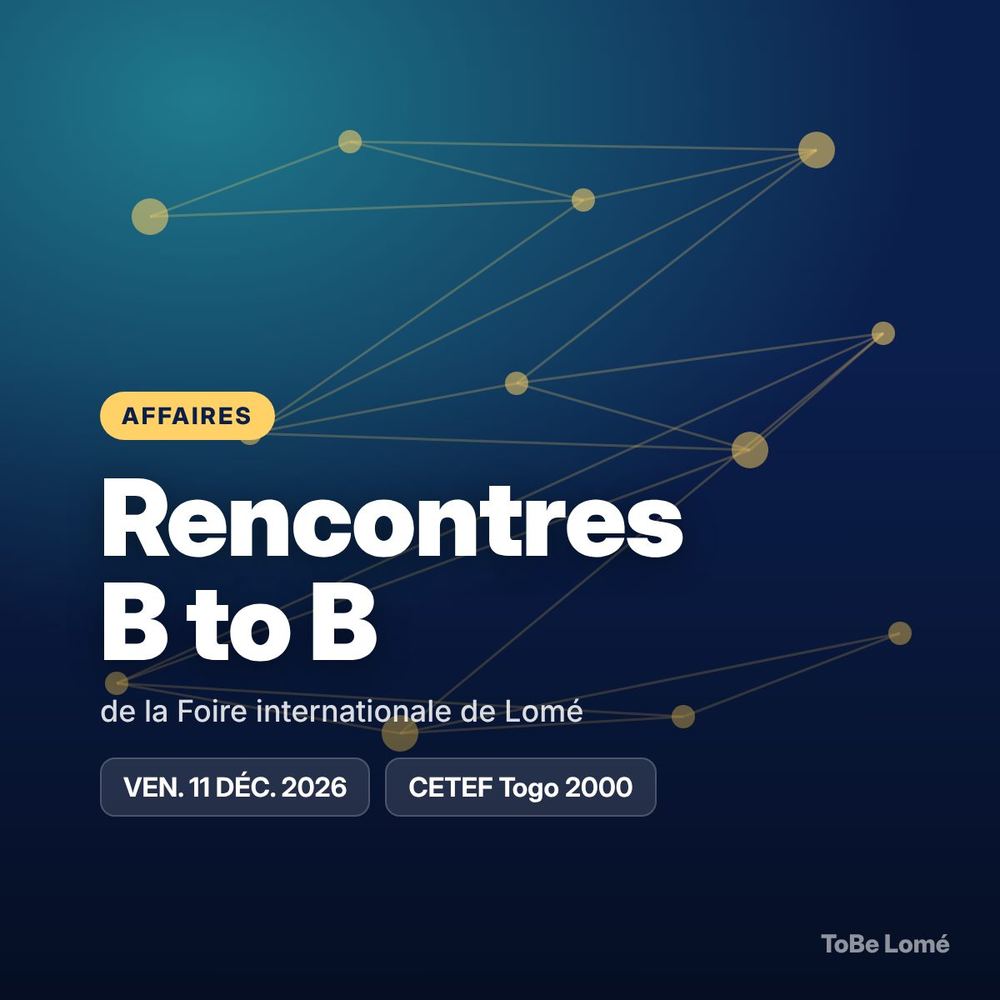 AFFAIRES
Rencontres
B to B
de la Foire internationale de Lomé
VEN. 11 DÉC. 2026
CETEF Togo 2000
ToBe Lomé